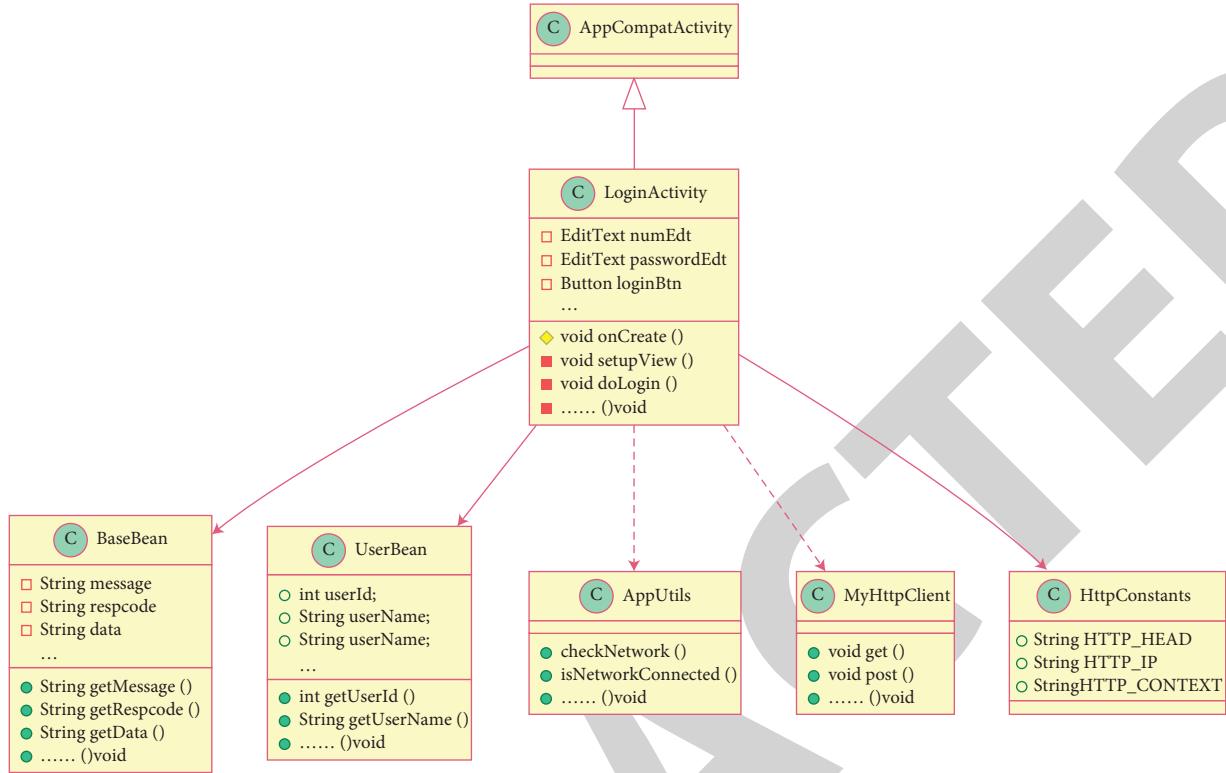 C AppCompatActivity
C LoginActivity
EditText numEdt
EditText passwordEdt
Button loginBtn
…
void onCreate ()
void setupView ()
void doLogin ()
…… ()void
C BaseBean
String message
String respcode
String data
…
String getMessage ()
String getRespcode ()
String getData ()
…… ()void
C UserBean
int userId;
String userName;
String userName;
…
int getUserId ()
String getUserName ()
…… ()void
C AppUtils
checkNetwork ()
isNetworkConnected ()
…… ()void
C MyHttpClient
void get ()
void post ()
…… ()void
C HttpConstants
String HTTP_HEAD
String HTTP_IP
StringHTTP_CONTEXT
ACTED